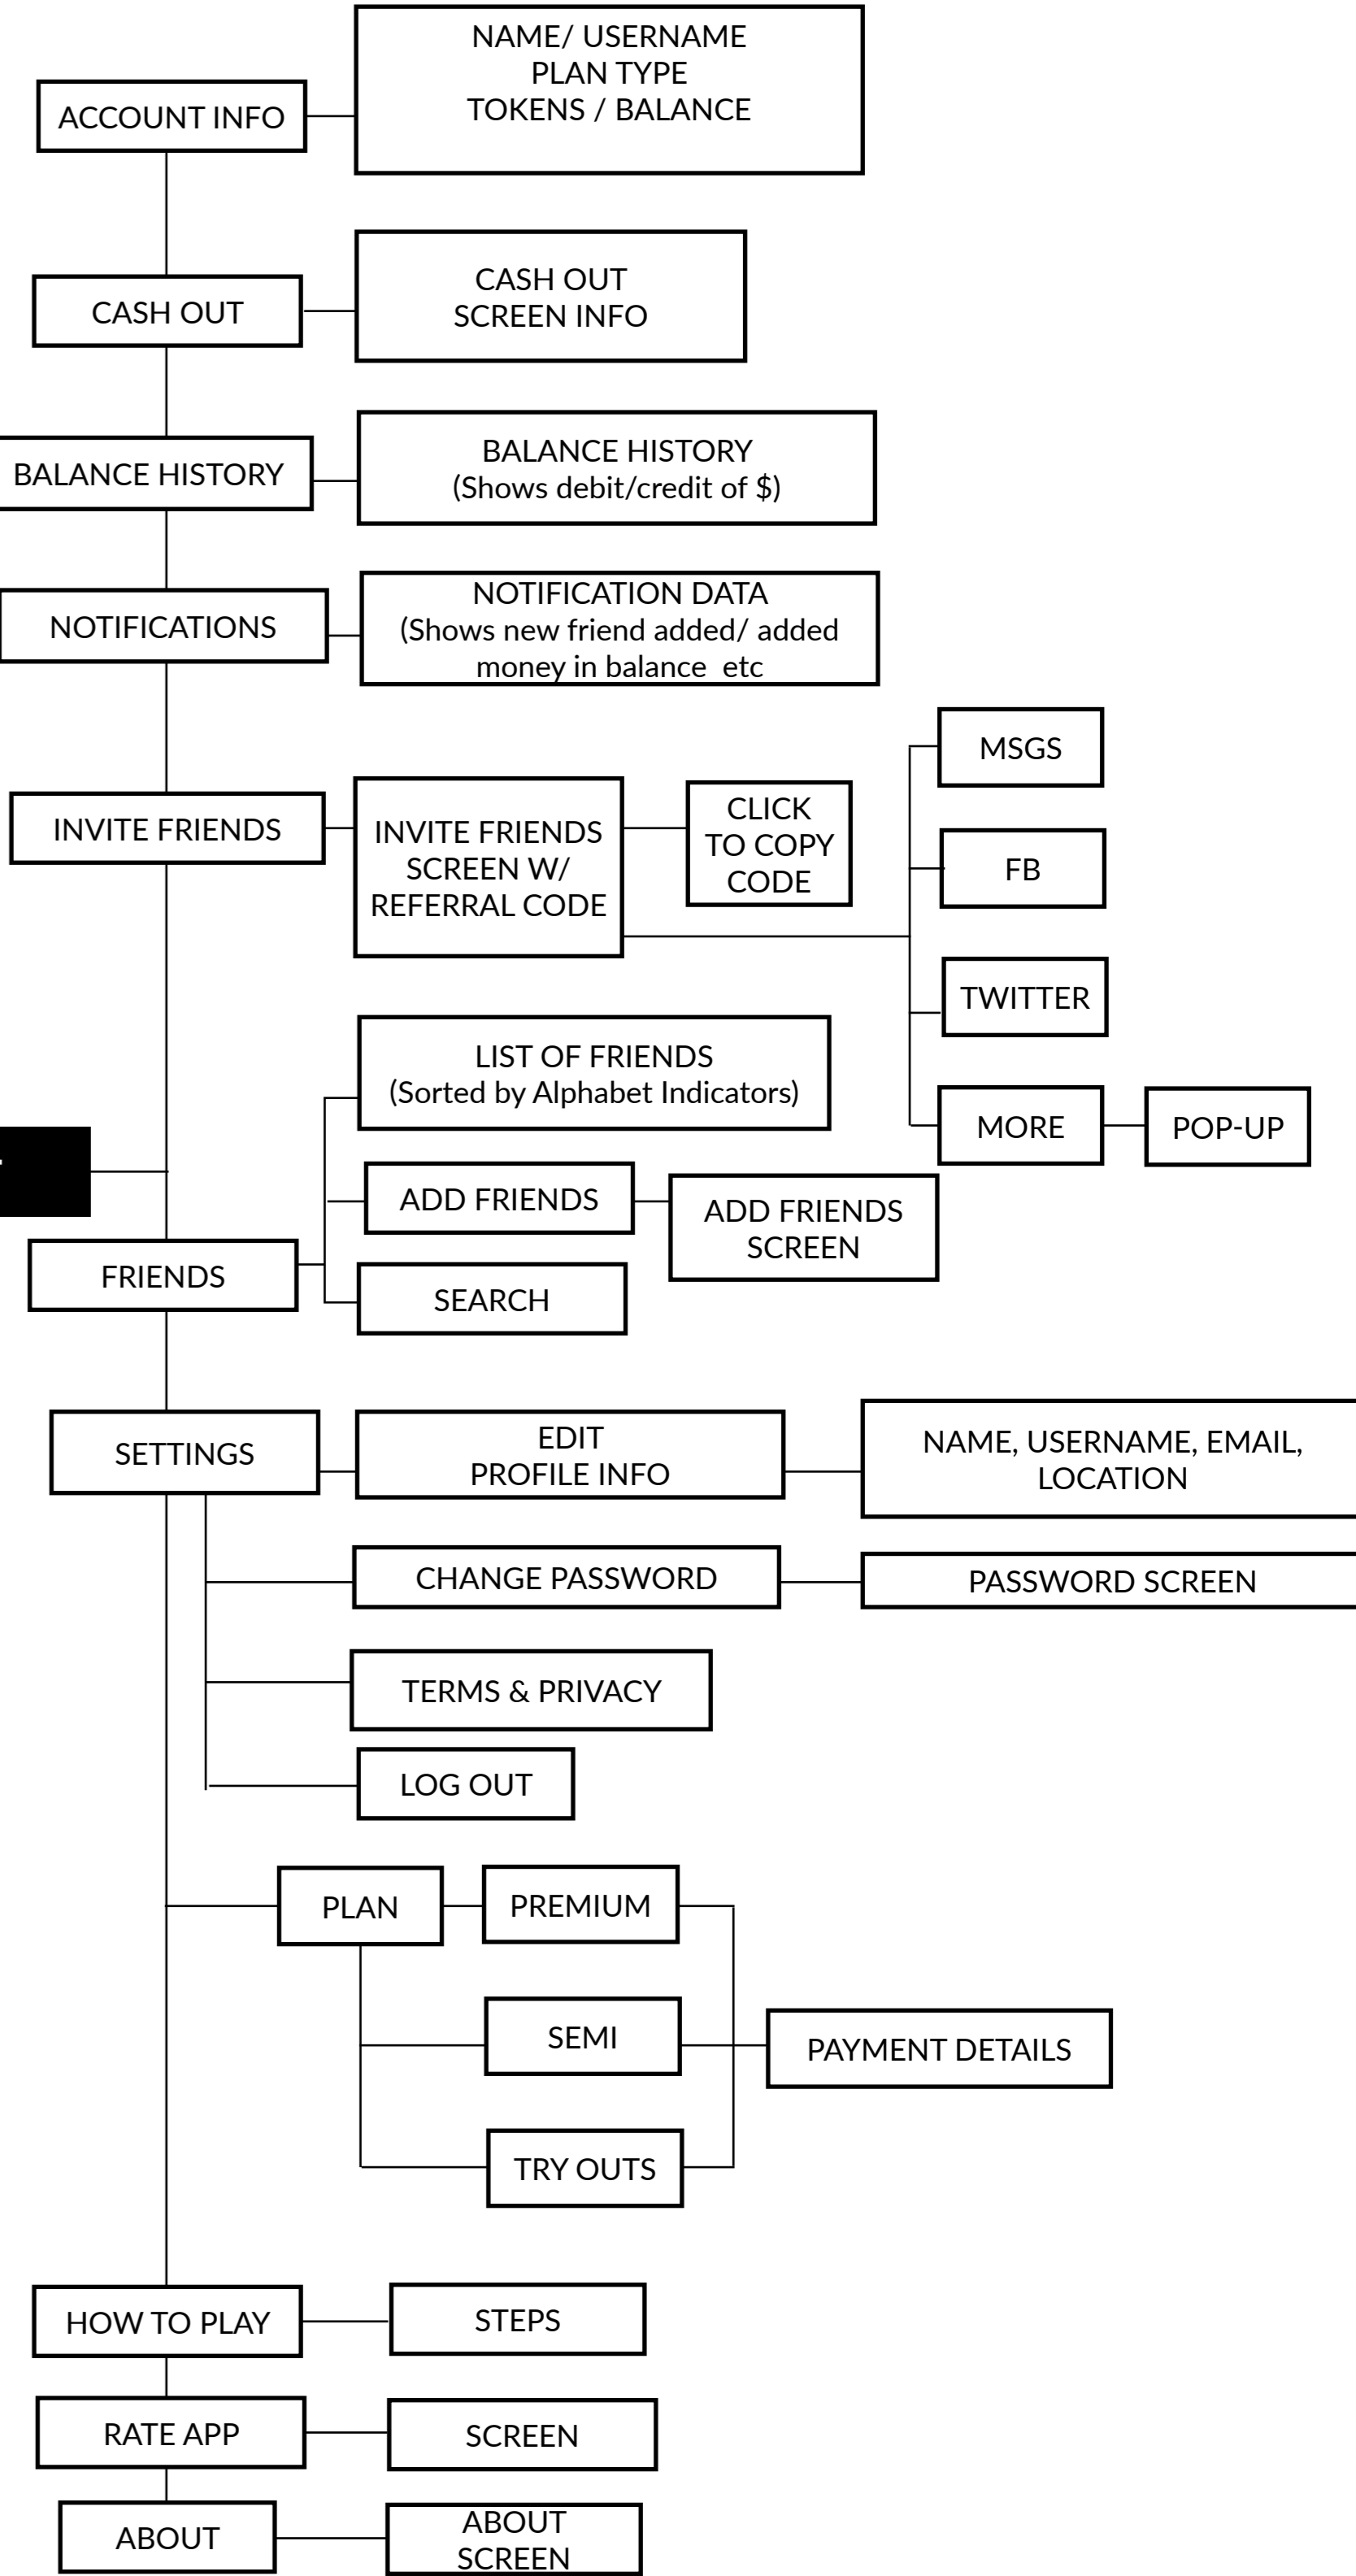 NAME/ USERNAME
PLAN TYPE
TOKENS / BALANCE
ACCOUNT INFO
CASH OUT
SCREEN INFO
CASH OUT
BALANCE HISTORY
(Shows debit/credit of $)
BALANCE HISTORY
NOTIFICATION DATA
(Shows new friend added/ added
money in balance  etc
NOTIFICATIONS
MSGS
INVITE FRIENDS
INVITE FRIENDS
SCREEN W/
REFERRAL CODE
CLICK
TO COPY
CODE
FB
TWITTER
MORE
POP-UP
LIST OF FRIENDS
(Sorted by Alphabet Indicators)
ADD FRIENDS
ADD FRIENDS
SCREEN
FRIENDS
SEARCH
SETTINGS
EDIT
PROFILE INFO
NAME, USERNAME, EMAIL,
LOCATION
CHANGE PASSWORD
PASSWORD SCREEN
TERMS & PRIVACY
LOG OUT
PLAN
PREMIUM
SEMI
PAYMENT DETAILS
TRY OUTS
HOW TO PLAY
STEPS
RATE APP
SCREEN
ABOUT
ABOUT
SCREEN